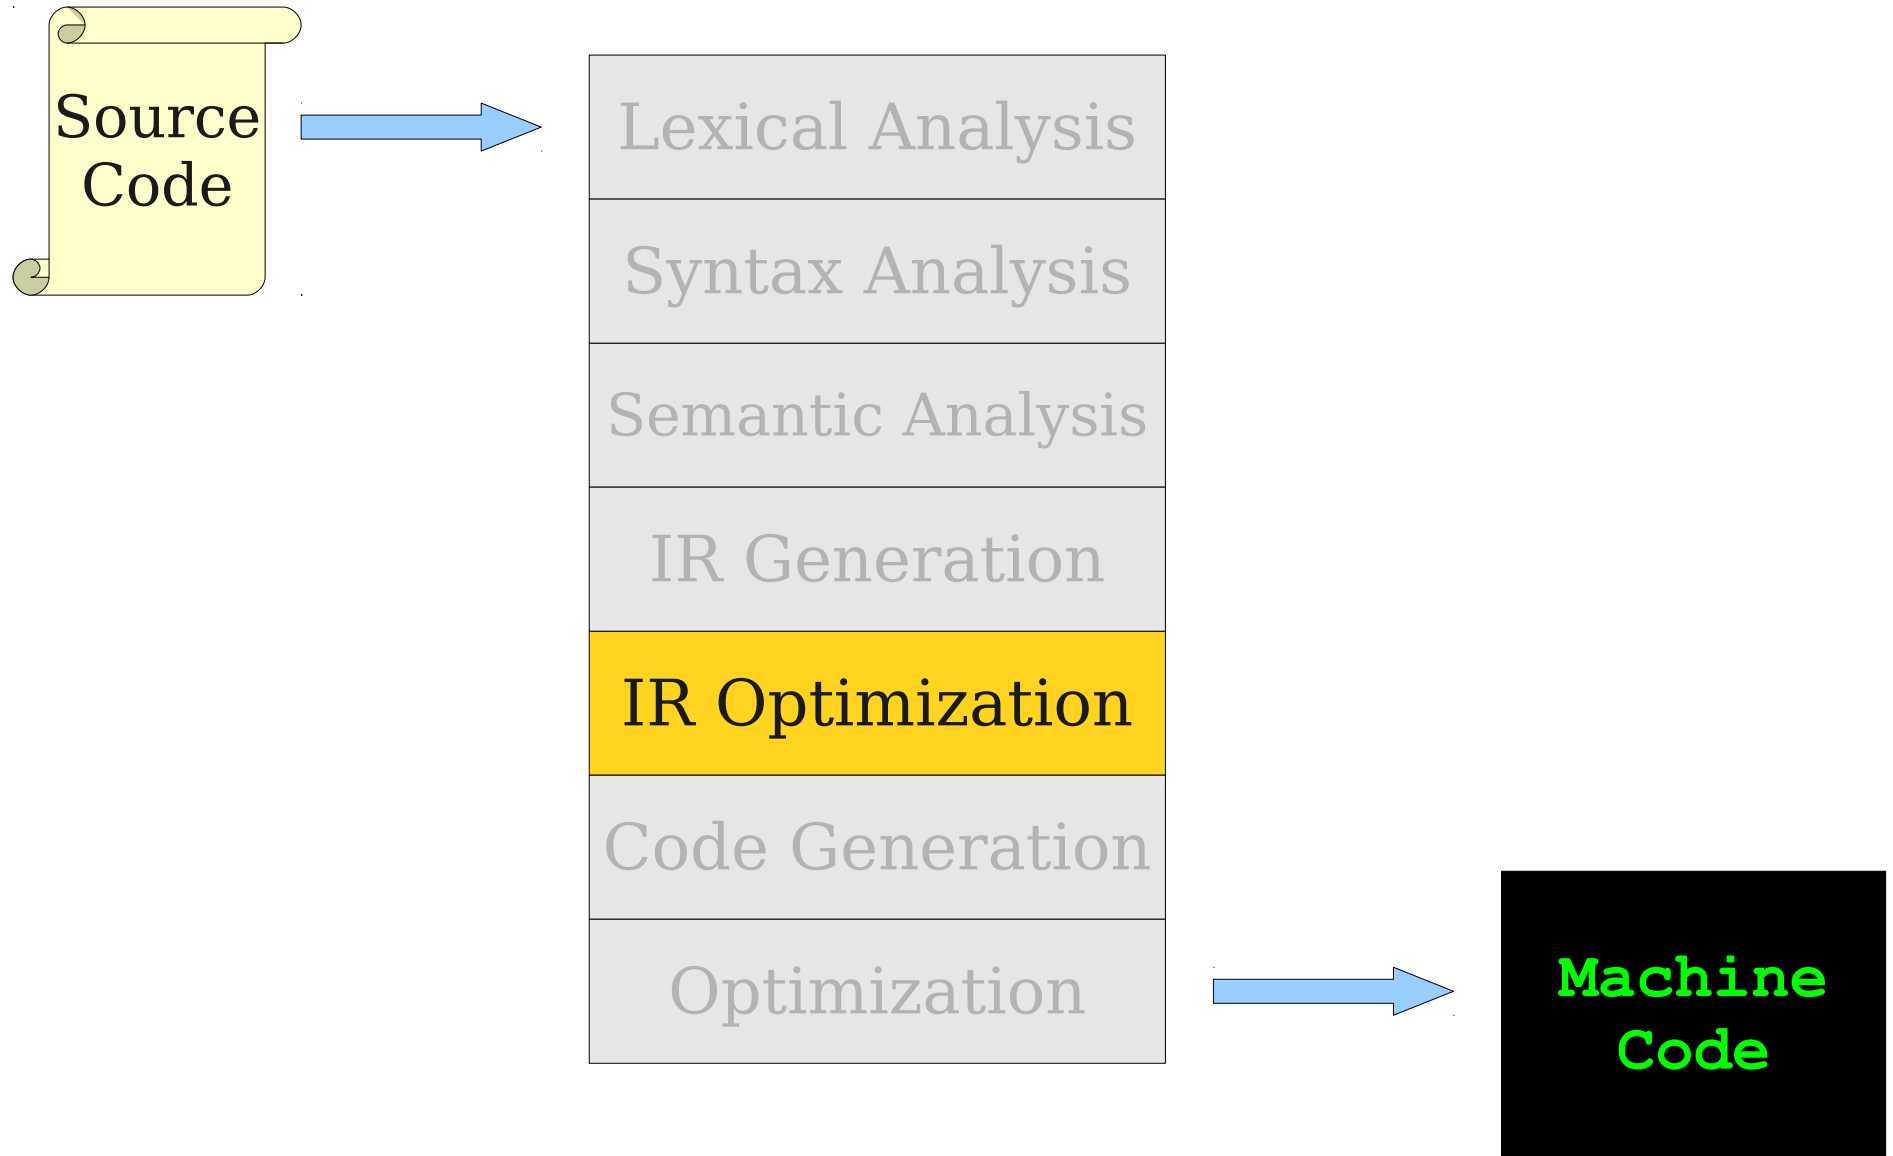 Source
Code
Lexical Analysis
Syntax Analysis
Semantic Analysis
IR Generation
IR Optimization
Code Generation
Optimization
Machine
Code